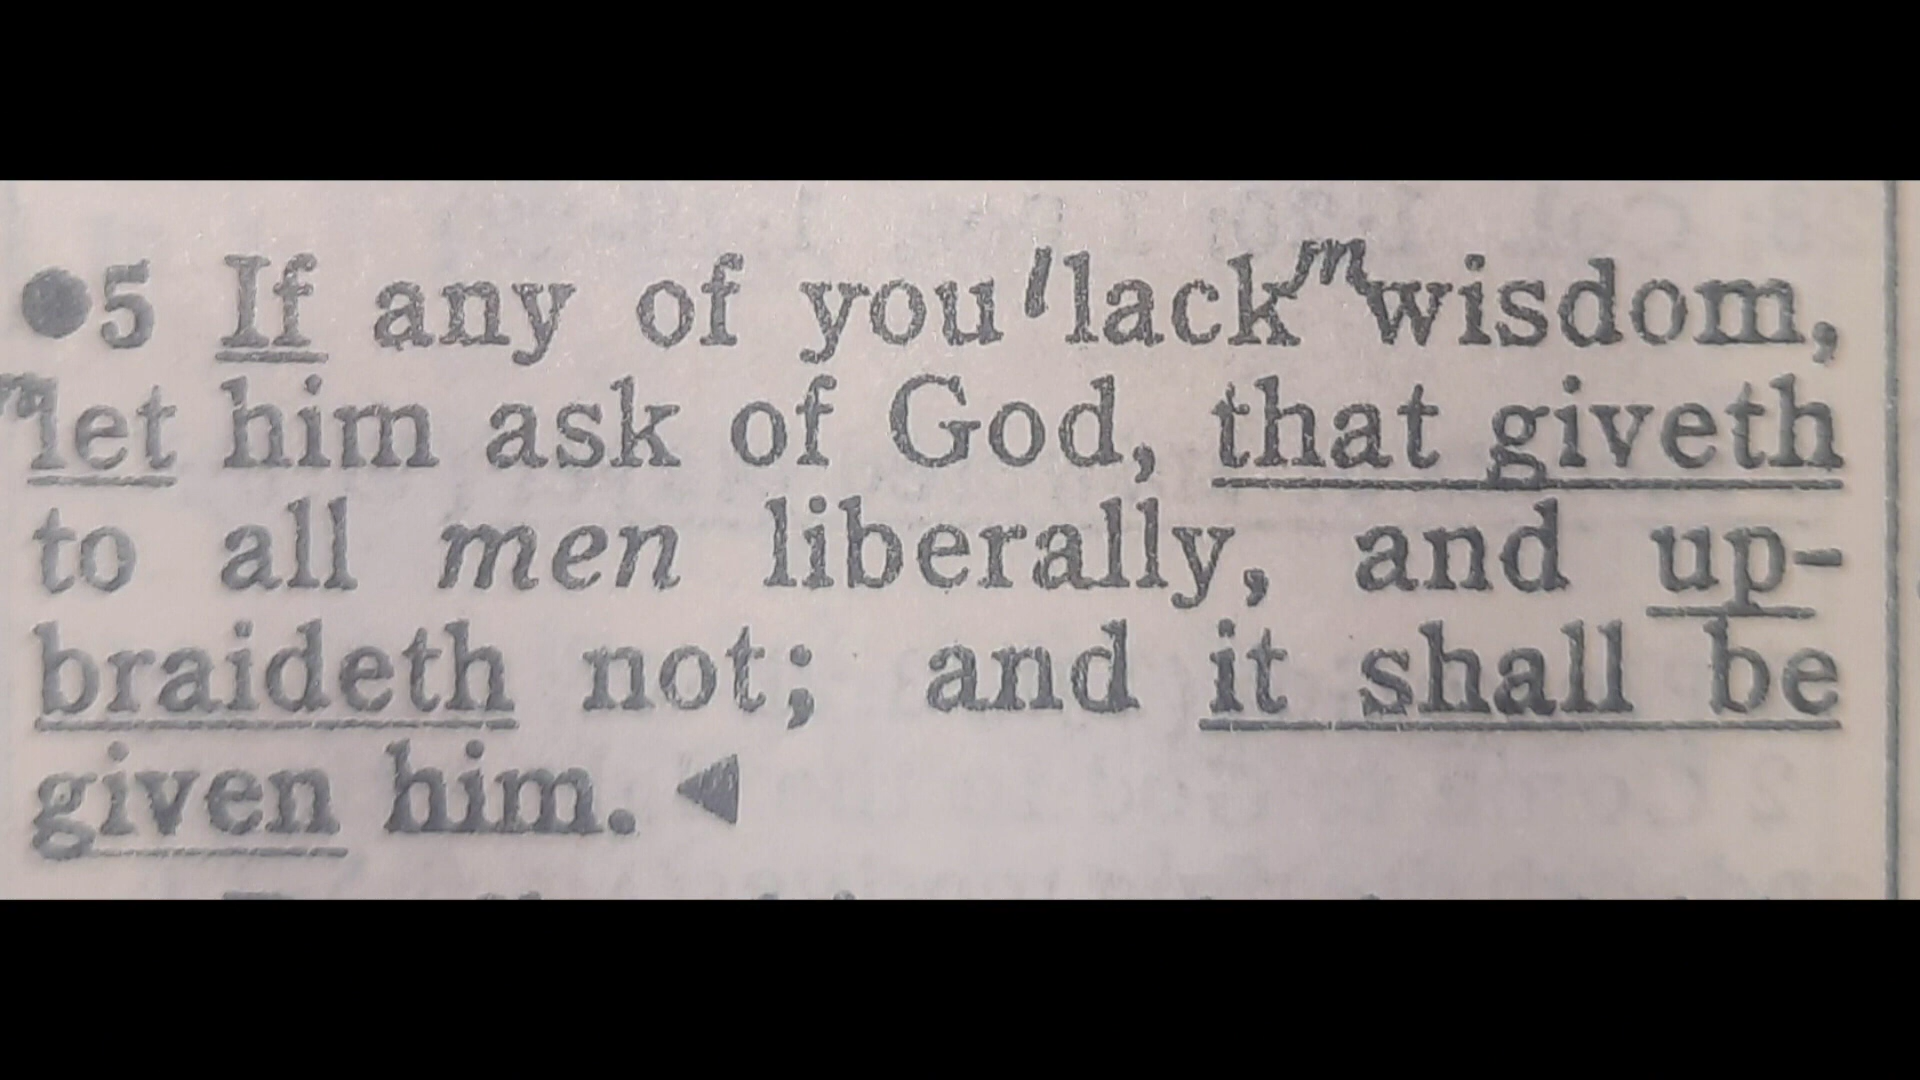 ●5 If any of you llack m wisdom,
n let him ask of God, that giveth
to all men liberally, and up-
braideth not; and it shall be
given him. ◄